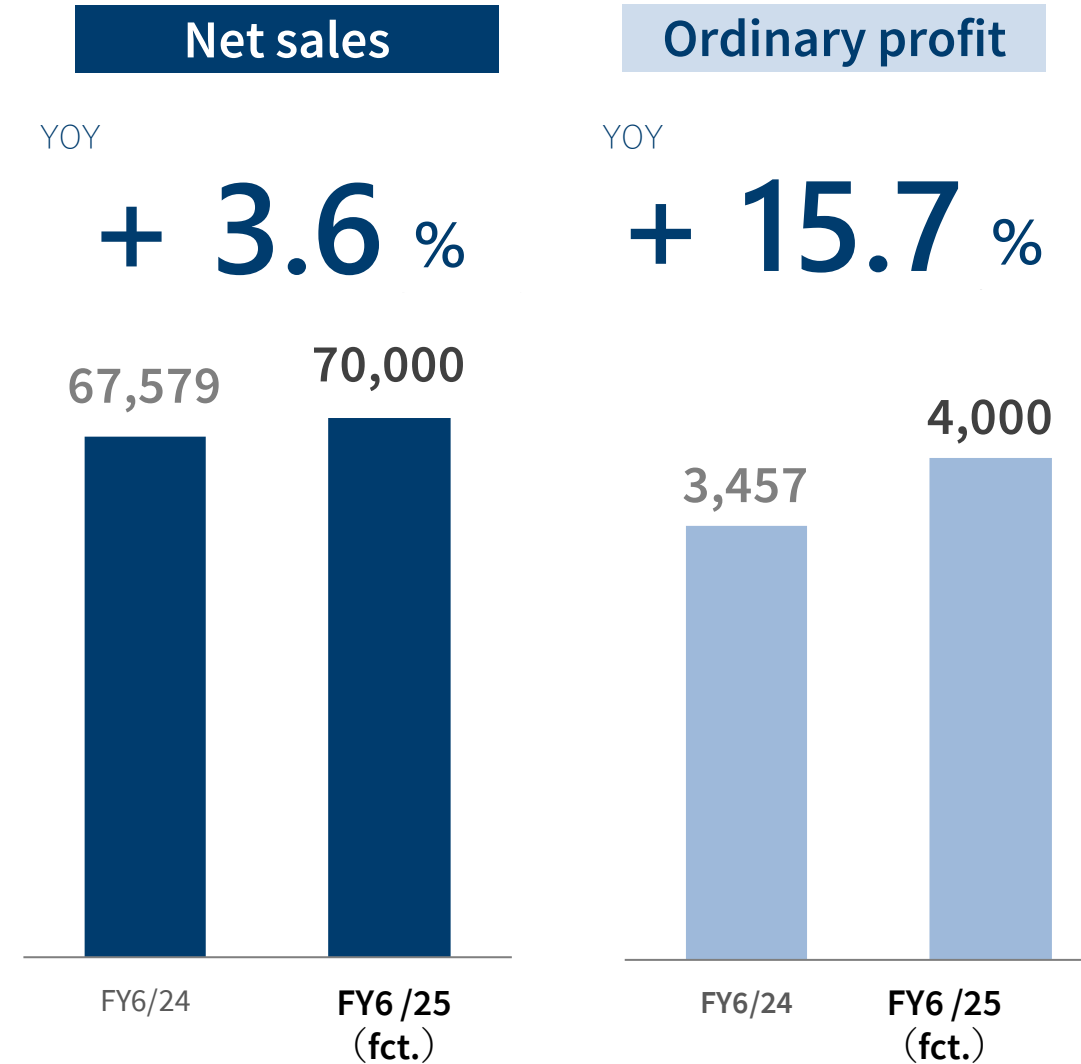 Net sales
YOY
+ 3.6 %
67,579
70,000
FY6/24
FY6 /25
（fct.）
Ordinary profit
YOY
+ 15.7 %
3,457
4,000
FY6/24
FY6 /25
（fct.）